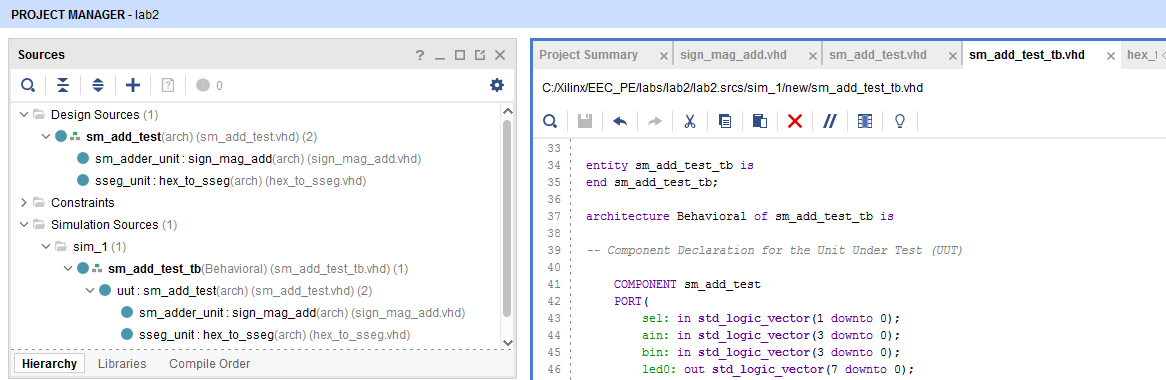 PROJECT MANAGER - lab2
Sources
? _
0
Design Sources (1)
sm_add_test(arch) (sm_add_test.vhd) (2)
sm_adder_unit : sign_mag_add(arch) (sign_mag_add.vhd)
sseg_unit : hex_to_sseg(arch) (hex_to_sseg.vhd)
Constraints
Simulation Sources (1)
sim_1 (1)
sm_add_test_tb(Behavioral) (sm_add_test_tb.vhd) (1)
uut : sm_add_test(arch) (sm_add_test.vhd) (2)
sm_adder_unit : sign_mag_add(arch) (sign_mag_add.vhd)
sseg_unit : hex_to_sseg(arch) (hex_to_sseg.vhd)
Hierarchy Libraries Compile Order
Project Summary sign_mag_add.vhd sm_add_test.vhd sm_add_test_tb.vhd
C:/Xilinx/EEC_PE/labs/lab2/lab2.srcs/sim_1/new/sm_add_test_tb.vhd
33
34 entity sm_add_test_tb is
35 end sm_add_test_tb;
36
37 architecture Behavioral of sm_add_test_tb is
38
39 -- Component Declaration for the Unit Under Test (UUT)
40
41 COMPONENT sm_add_test
42 PORT(
43 sel: in std_logic_vector(1 downto 0);
44 ain: in std_logic_vector(3 downto 0);
45 bin: in std_logic_vector(3 downto 0);
46 led0: out std_logic_vector(7 downto 0);